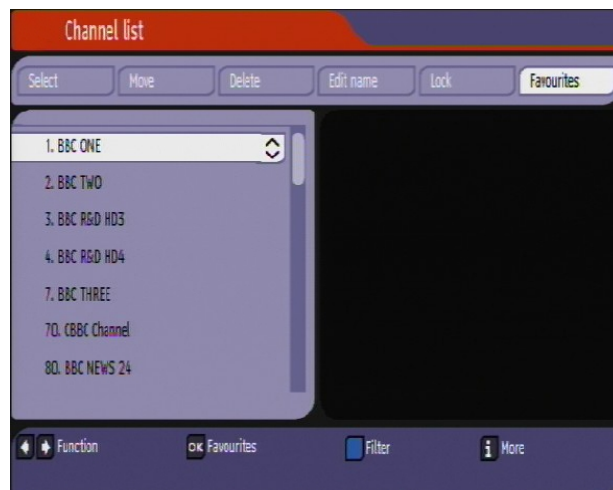 Channel list
Select Move Delete Edit name Lock Favourites
1. BBC ONE
2. BBC TWO
3. BBC R&D HD3
4. BBC R&D HD4
7. BBC THREE
70. CBBC Channel
80. BBC NEWS 24
Function OK Favourites Filter i More